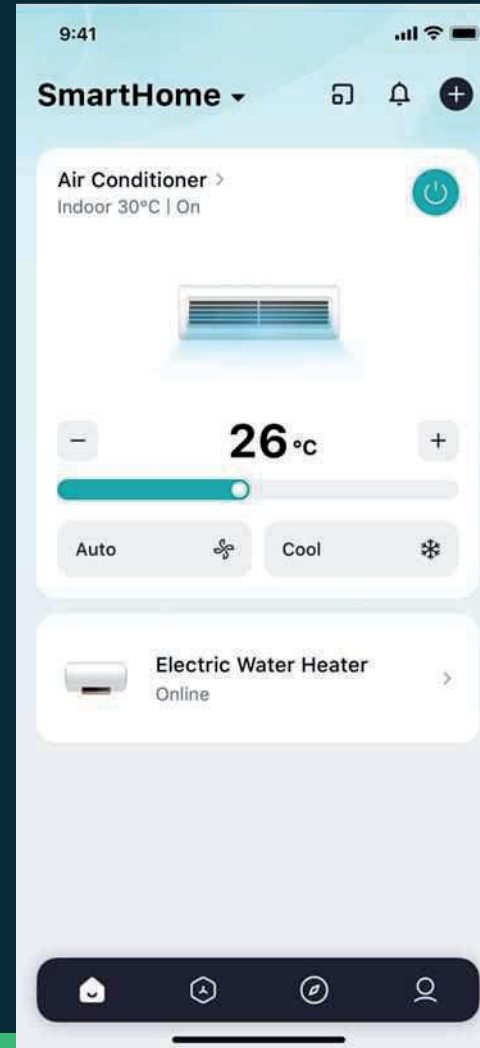 9:41
SmartHome
Air Conditioner
Indoor 30°C | On
26 °C
Auto
Cool
Electric Water Heater
Online